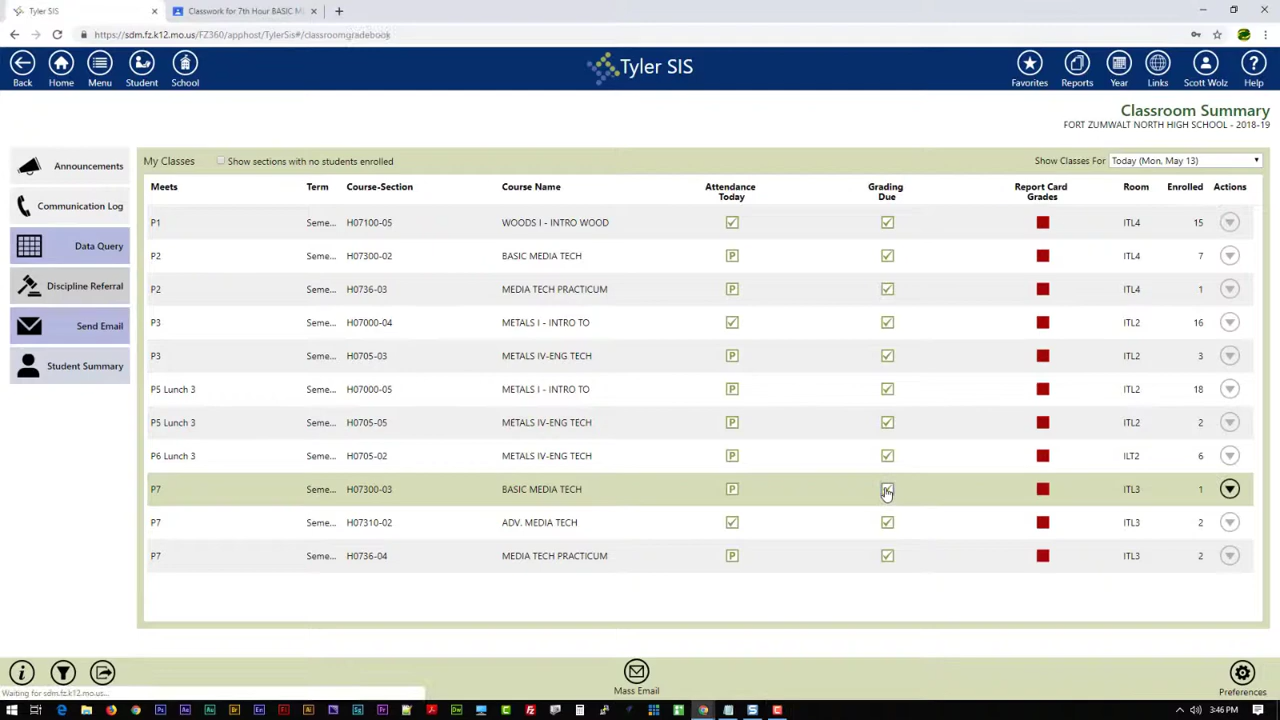 Tyler SIS
Classwork for 7th Hour BASIC M
https://sdm.fz.k12.mo.us/FZ360/apphost/TylerSis#/classroomgradebook
Back Home Menu Student School Tyler SIS Favorites Reports Year Links Scott Wolz Help
Classroom Summary
FORT ZUMWALT NORTH HIGH SCHOOL - 2018-19
Announcements
Communication Log
Data Query
Discipline Referral
Send Email
Student Summary
My Classes Show sections with no students enrolled Show Classes For Today (Mon, May 13)
Meets Term Course-Section Course Name Attendance Today Grading Due Report Card Grades Room Enrolled Actions
P1 Seme... H07100-05 WOODS I - INTRO WOOD ITL4 15
P2 Seme... H07300-02 BASIC MEDIA TECH P ITL4 7
P2 Seme... H0736-03 MEDIA TECH PRACTICUM P ITL4 1
P3 Seme... H07000-04 METALS I - INTRO TO ITL2 16
P3 Seme... H0705-03 METALS IV-ENG TECH P ITL2 3
P5 Lunch 3 Seme... H07000-05 METALS I - INTRO TO P ITL2 18
P5 Lunch 3 Seme... H0705-05 METALS IV-ENG TECH P ITL2 2
P6 Lunch 3 Seme... H0705-02 METALS IV-ENG TECH P ILT2 6
P7 Seme... H07300-03 BASIC MEDIA TECH P ITL3 1
P7 Seme... H07310-02 ADV. MEDIA TECH ITL3 2
P7 Seme... H0736-04 MEDIA TECH PRACTICUM P ITL3 2
Mass Email
Preferences
Waiting for sdm.fz.k12.mo.us...
3:46 PM